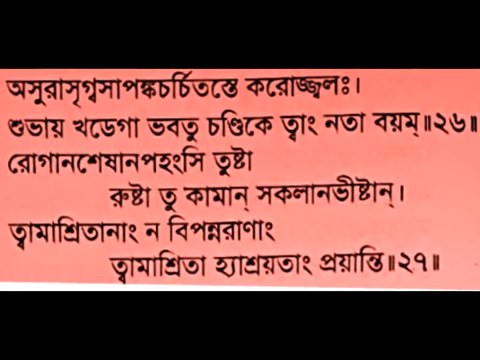 অসুরাসৃগ্বসাপঙ্কচর্চিতস্তে করোজ্জ্বলঃ।
শুভায় খডেগা ভবতু চণ্ডিকে ত্বাং নতা বয়ম্॥২৬॥
রোগানশেষানপহংসি তুষ্টা
রুষ্টা তু কামান্ সকলানভীষ্টান্।
ত্বামাশ্রিতানাং ন বিপন্নরাণাং
ত্বামাশ্রিতা হ্যাশ্রয়তাং প্রয়ান্তি॥২৭॥